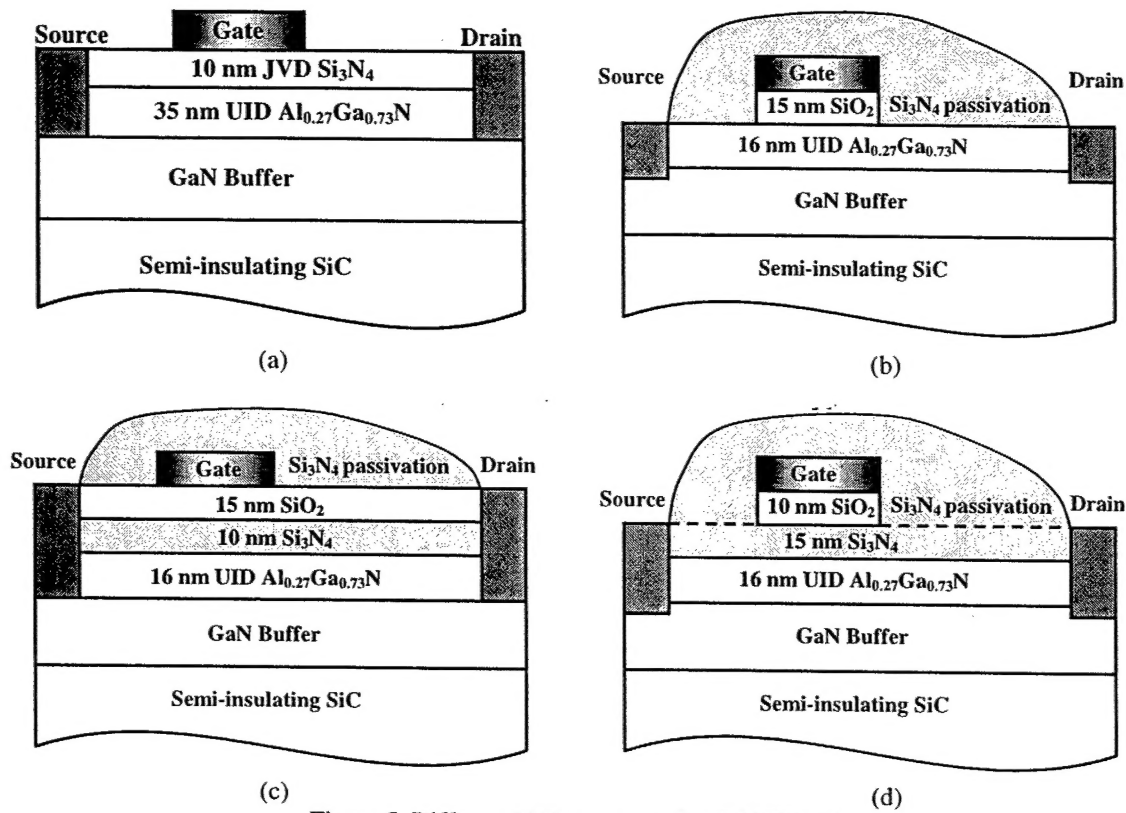 Source
Gate
Drain
10 nm JVD Si₃N₄
35 nm UID Al₀.₂₇Ga₀.₇₃N
GaN Buffer
Semi-insulating SiC
(a)
Source
Gate
Drain
15 nm SiO₂
Si₃N₄ passivation
16 nm UID Al₀.₂₇Ga₀.₇₃N
GaN Buffer
Semi-insulating SiC
(b)
Source
Gate
Si₃N₄ passivation
Drain
15 nm SiO₂
10 nm Si₃N₄
16 nm UID Al₀.₂₇Ga₀.₇₃N
GaN Buffer
Semi-insulating SiC
(c)
Source
Gate
10 nm SiO₂
Si₃N₄ passivation
Drain
15 nm Si₃N₄
16 nm UID Al₀.₂₇Ga₀.₇₃N
GaN Buffer
Semi-insulating SiC
(d)